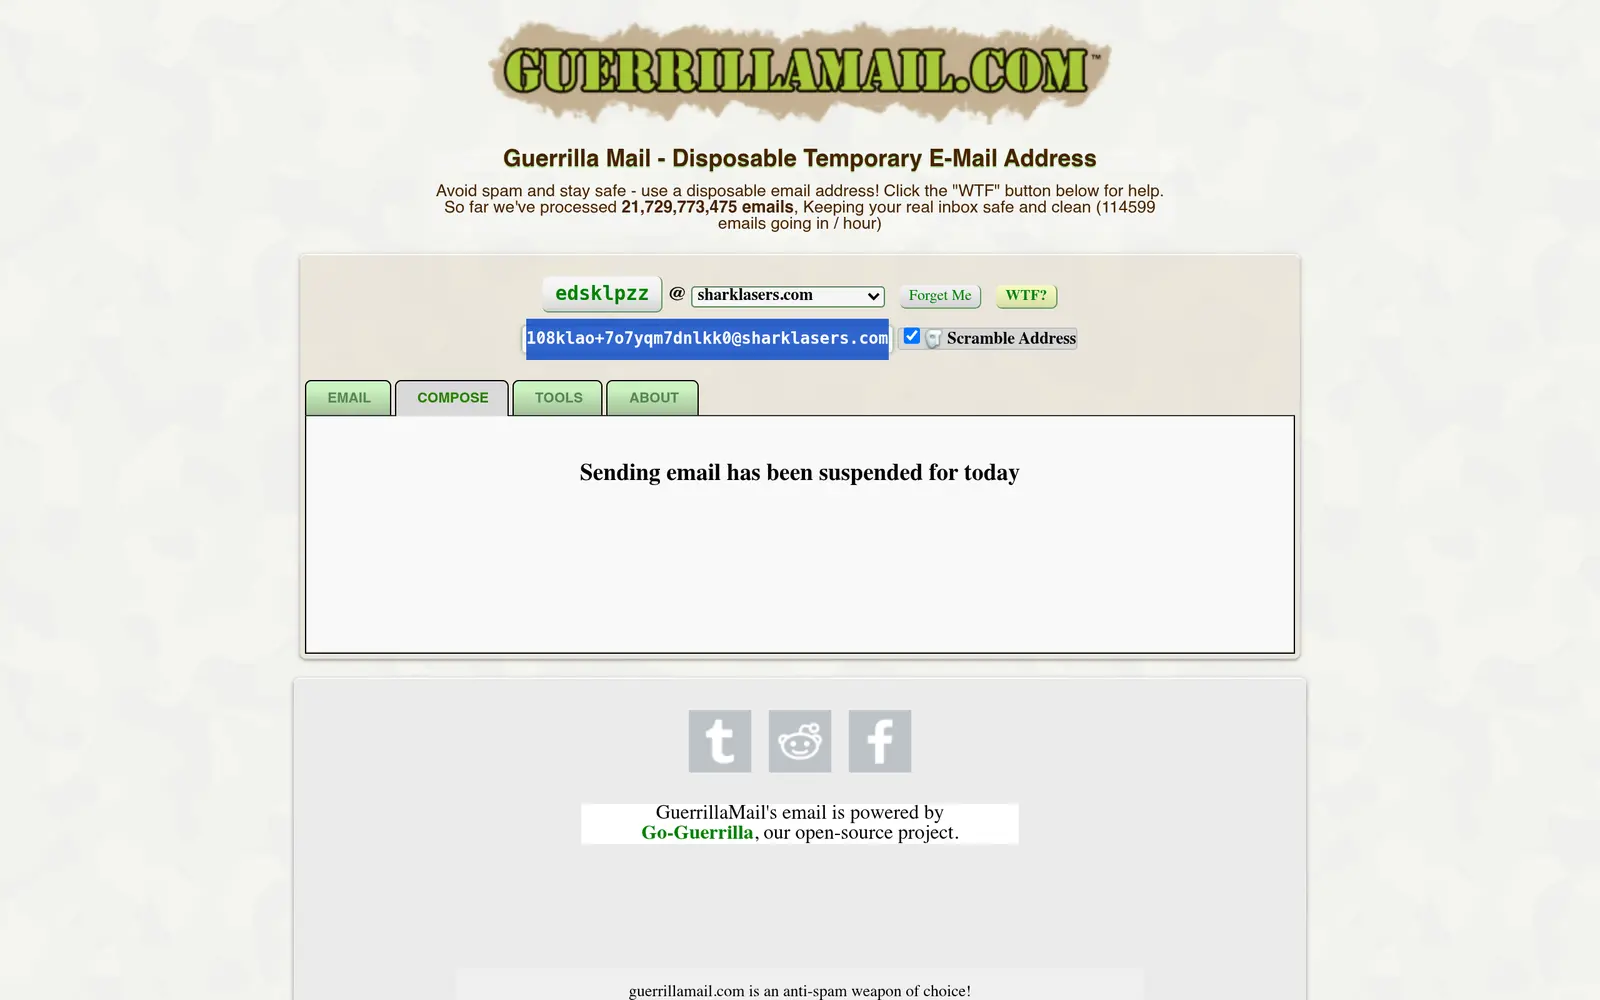 GUERRILLAMAIL.COM™
Guerrilla Mail - Disposable Temporary E-Mail Address
Avoid spam and stay safe - use a disposable email address! Click the "WTF" button below for help.
So far we've processed 21,729,773,475 emails, Keeping your real inbox safe and clean (114599
emails going in / hour)
edsklpzz @ sharklasers.com Forget Me WTF?
108klao+7o7yqm7dnlkk0@sharklasers.com Scramble Address
EMAIL COMPOSE TOOLS ABOUT
Sending email has been suspended for today
GuerrillaMail's email is powered by
Go-Guerrilla, our open-source project.
guerrillamail.com is an anti-spam weapon of choice!